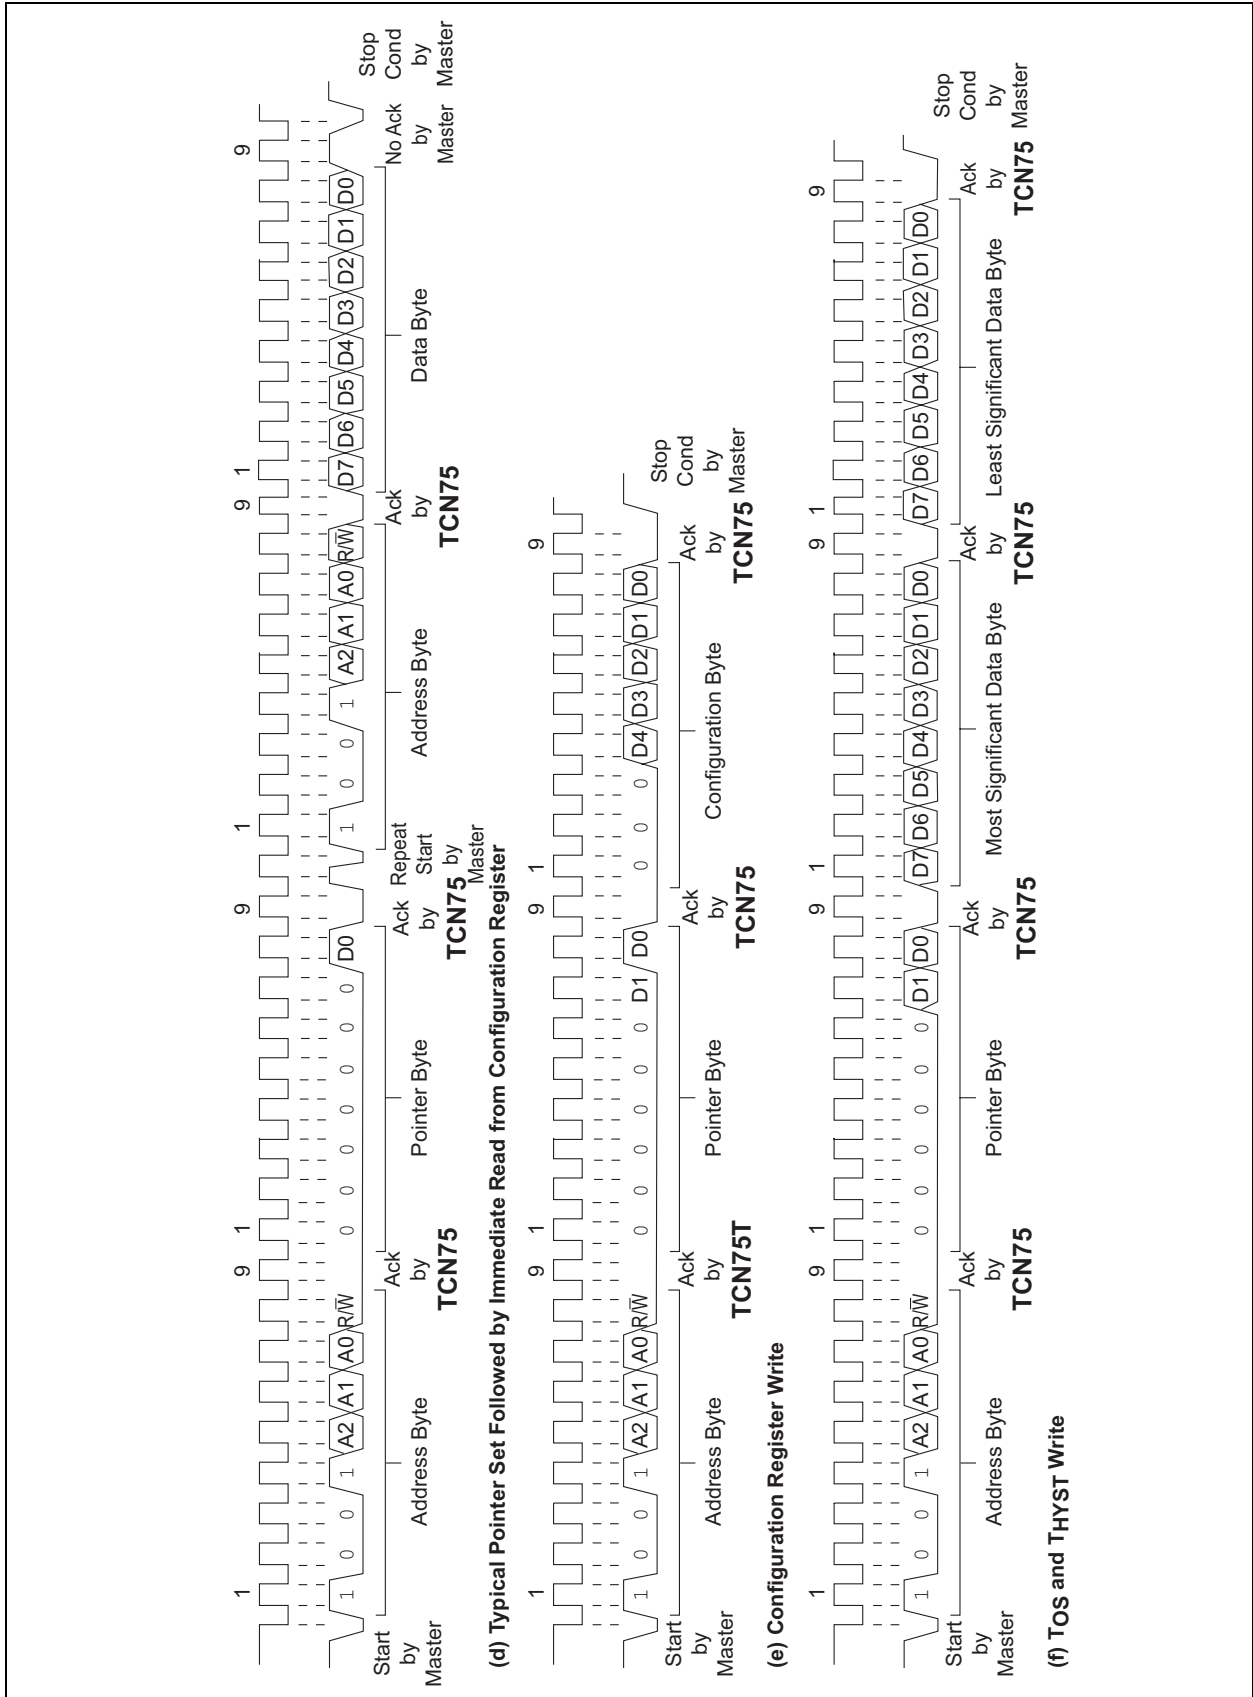 1 9 1 9 1 9 1 9
1 0 0 1 A2 A1 A0 R/W̅ 0 0 0 0 0 0 0 D0 1 0 0 1 A2 A1 A0 R/W̅ D7 D6 D5 D4 D3 D2 D1 D0
Start
by
Master
Address Byte
Ack
by
TCN75
Pointer Byte
Ack
by
TCN75
Repeat
Start
by
Master
Address Byte
Ack
by
TCN75
Data Byte
No Ack
by
Master
Stop
Cond
by
Master
(d) Typical Pointer Set Followed by Immediate Read from Configuration Register
1 9 1 9 1 9
1 0 0 1 A2 A1 A0 R/W̅ 0 0 0 0 0 0 D1 D0 0 0 0 D4 D3 D2 D1 D0
Start
by
Master
Address Byte
Ack
by
TCN75T
Pointer Byte
Ack
by
TCN75
Configuration Byte
Ack
by
TCN75
Stop
Cond
by
Master
(e) Configuration Register Write
1 9 1 9 1 9 1 9
1 0 0 1 A2 A1 A0 R/W̅ 0 0 0 0 0 0 D1 D0 D7 D6 D5 D4 D3 D2 D1 D0 D7 D6 D5 D4 D3 D2 D1 D0
Start
by
Master
Address Byte
Ack
by
TCN75
Pointer Byte
Ack
by
TCN75
Most Significant Data Byte
Ack
by
TCN75
Least Significant Data Byte
Ack
by
TCN75
Stop
Cond
by
Master
(f) TOS and THYST Write